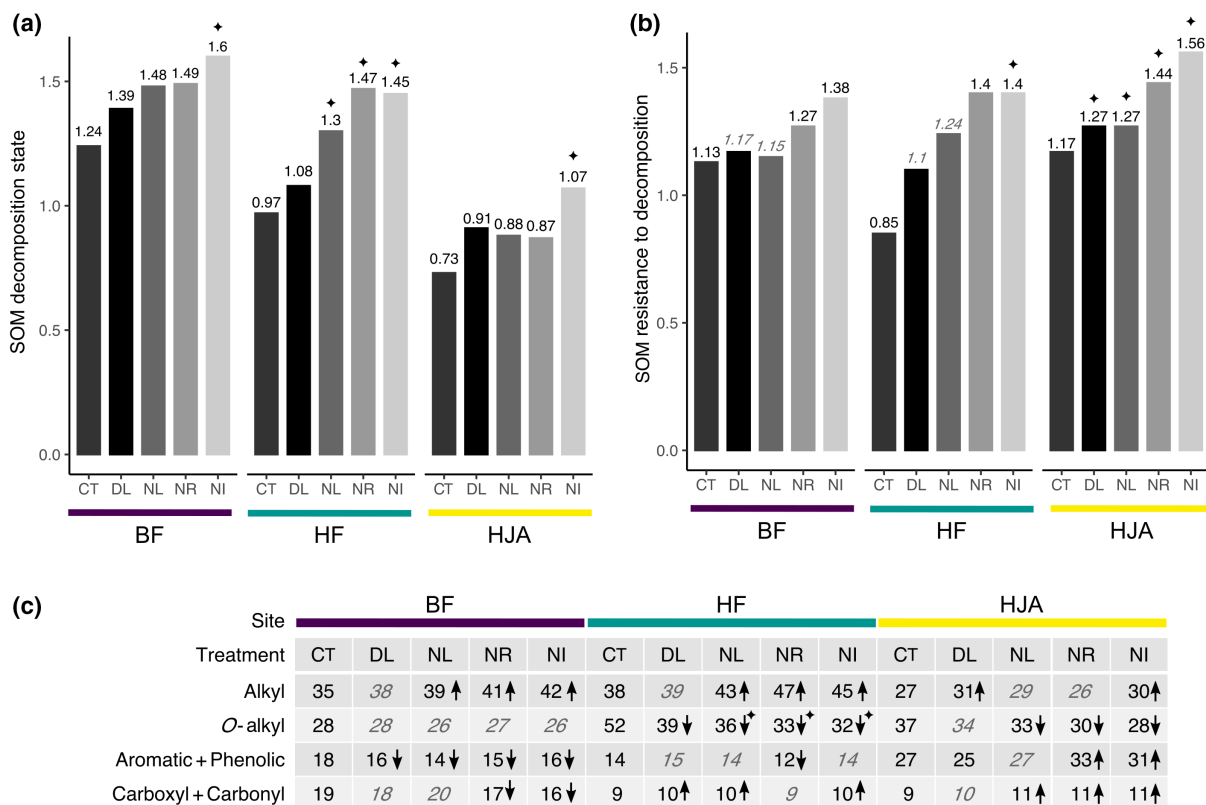 (a)
SOM decomposition state
1.5
1.0
0.5
0.0
1.24 1.39 1.48 1.49 1.6 ✦
0.97 1.08 1.3 ✦ 1.47 ✦ 1.45 ✦
0.73 0.91 0.88 0.87 1.07 ✦
CT DL NL NR NI CT DL NL NR NI CT DL NL NR NI
BF HF HJA
(b)
SOM resistance to decomposition
1.5
1.0
0.5
0.0
1.13 1.17 1.15 1.27 1.38
0.85 1.1 1.24 1.4 1.4 ✦
1.17 1.27 ✦ 1.27 ✦ 1.44 ✦ 1.56 ✦
CT DL NL NR NI CT DL NL NR NI CT DL NL NR NI
BF HF HJA
(c)
Site BF HF HJA
Treatment CT DL NL NR NI CT DL NL NR NI CT DL NL NR NI
Alkyl 35 38 39↑ 41↑ 42↑ 38 39 43↑ 47↑ 45↑ 27 31↑ 29 26 30↑
O-alkyl 28 28 26 27 26 52 39↓ 36↓✦ 33↓✦ 32↓✦ 37 34 33↓ 30↓ 28↓
Aromatic + Phenolic 18 16↓ 14↓ 15↓ 16↓ 14 15 14 12↓ 14 27 25 27 33↑ 31↑
Carboxyl + Carbonyl 19 18 20 17↓ 16↓ 9 10↑ 10↑ 9 10↑ 9 10 11↑ 11↑ 11↑